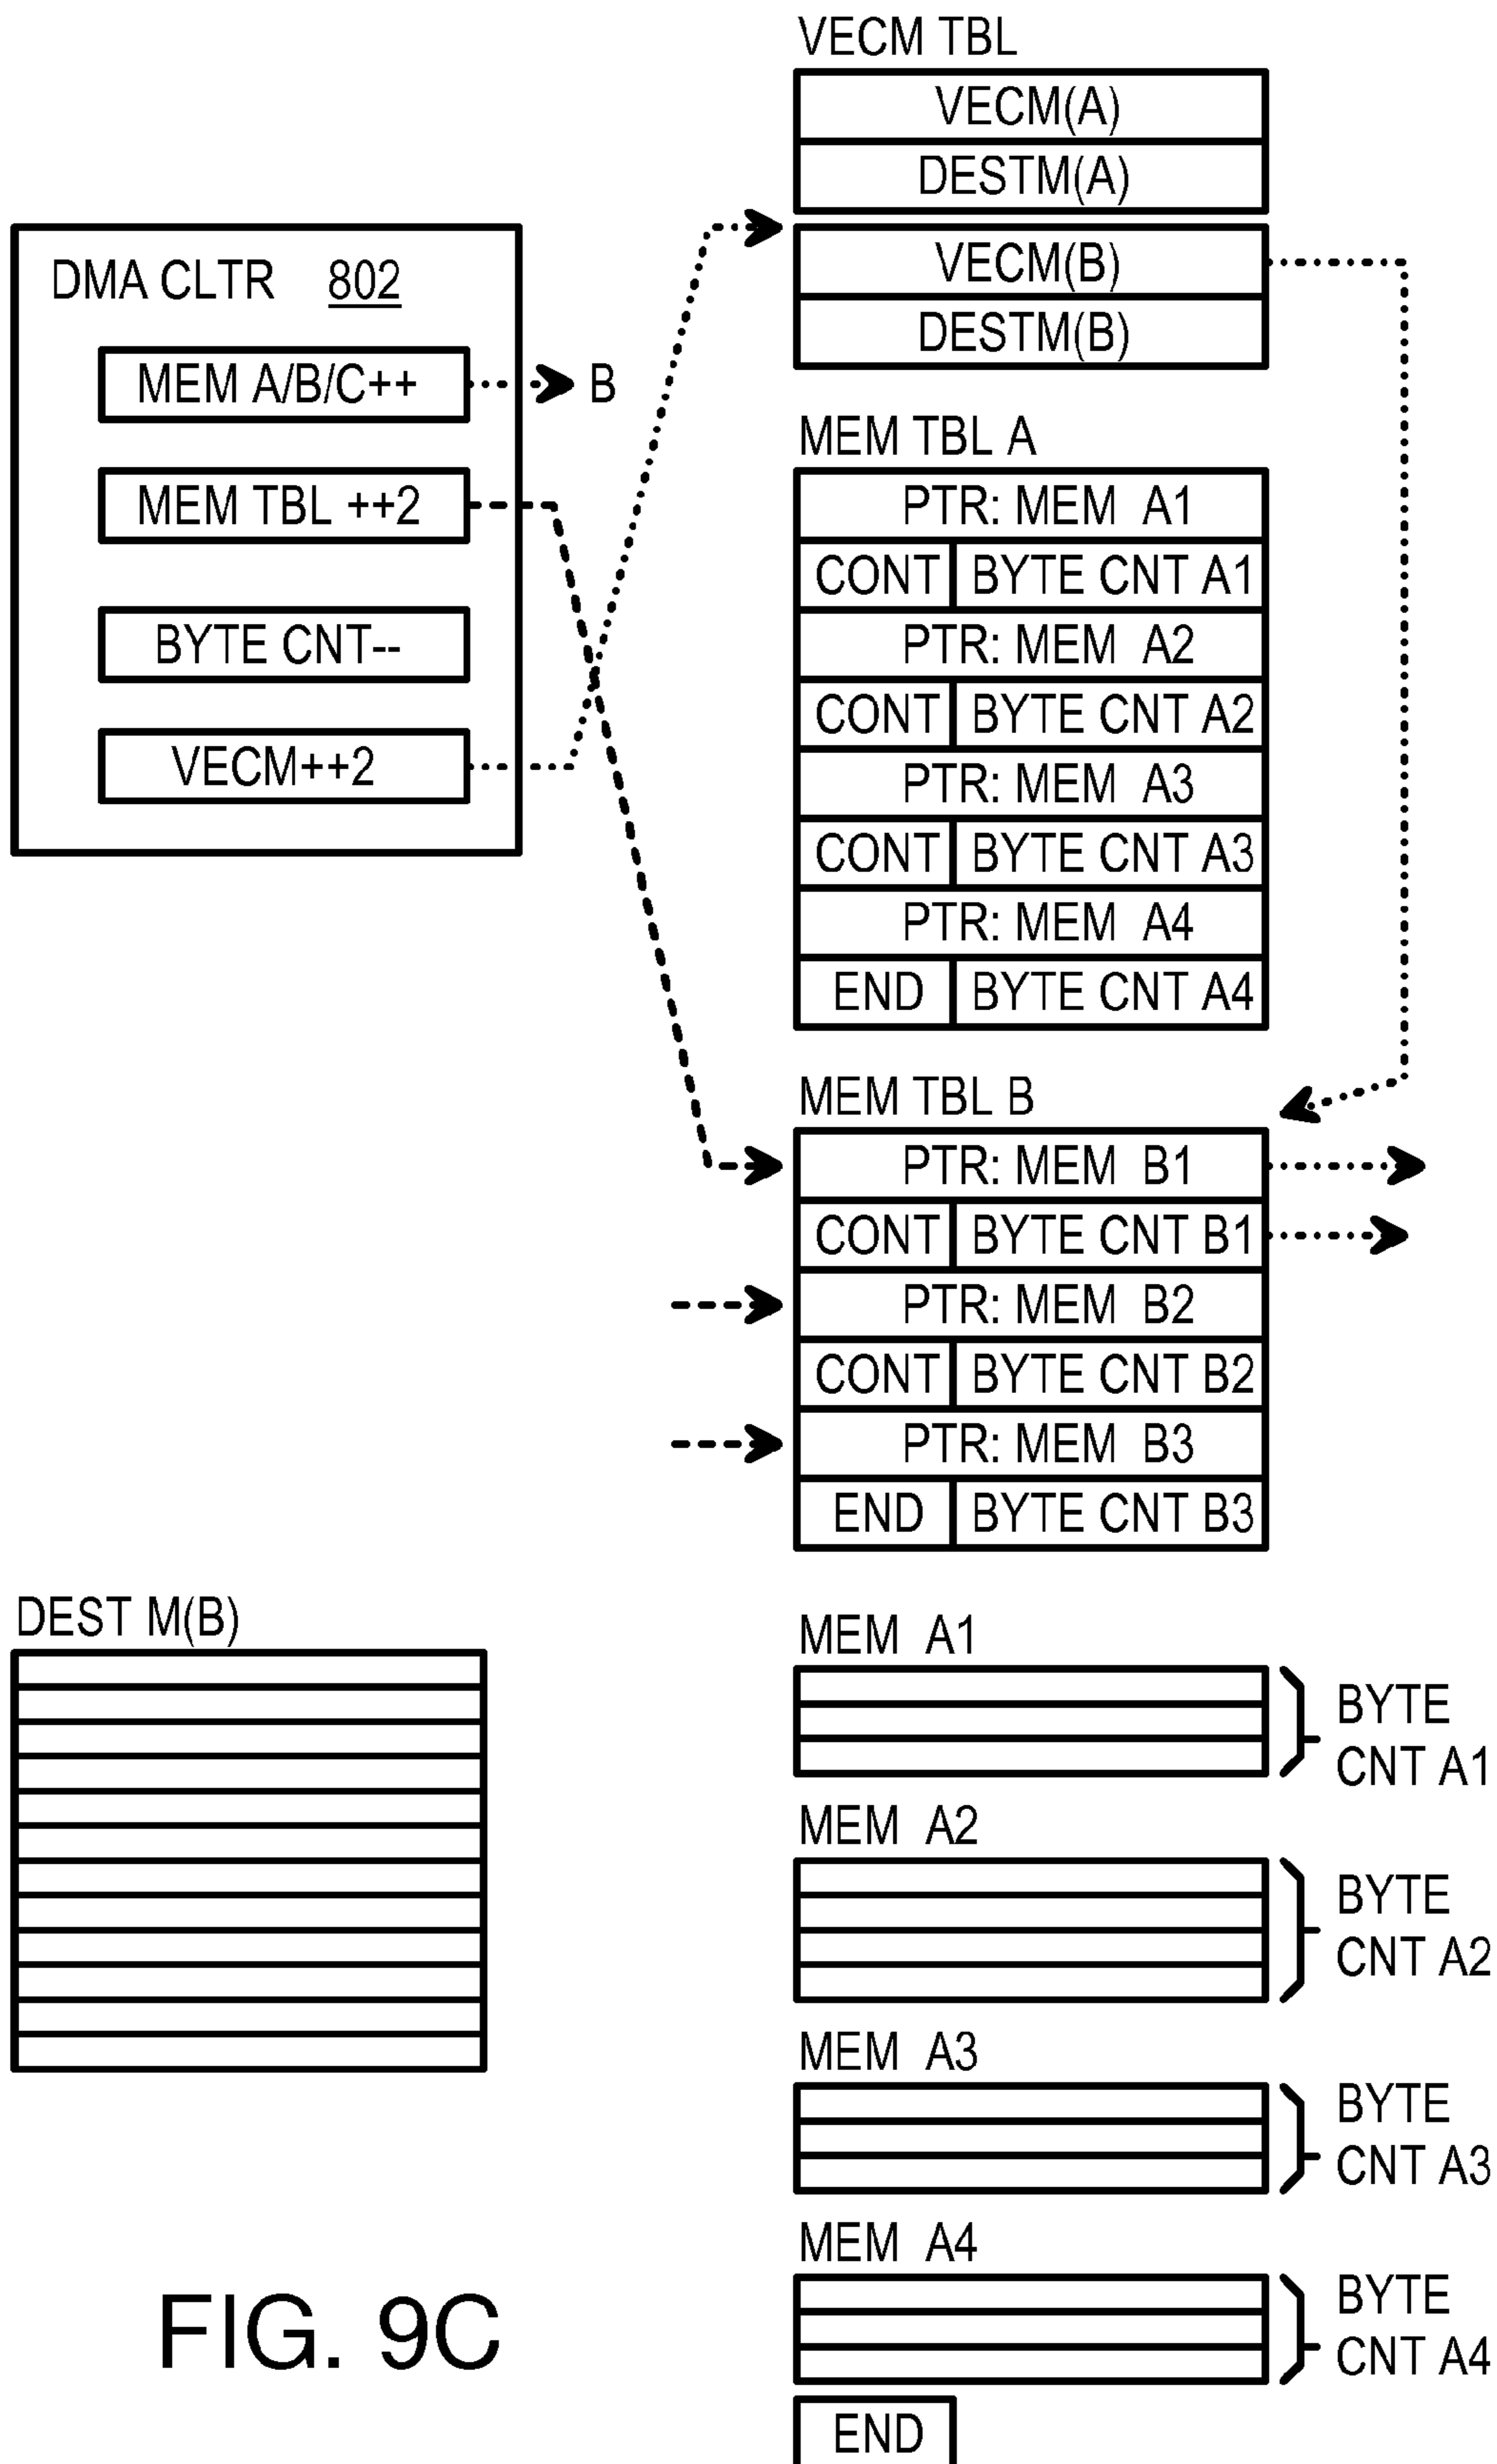 VECM TBL
VECM(A)
DESTM(A)
VECM(B)
DESTM(B)
DMA CLTR 802
MEM A/B/C++
B
MEM TBL ++2
BYTE CNT--
VECM++2
MEM TBL A
PTR: MEM A1
CONT BYTE CNT A1
PTR: MEM A2
CONT BYTE CNT A2
PTR: MEM A3
CONT BYTE CNT A3
PTR: MEM A4
END BYTE CNT A4
MEM TBL B
PTR: MEM B1
CONT BYTE CNT B1
PTR: MEM B2
CONT BYTE CNT B2
PTR: MEM B3
END BYTE CNT B3
DEST M(B)
MEM A1
BYTE
CNT A1
MEM A2
BYTE
CNT A2
MEM A3
BYTE
CNT A3
MEM A4
BYTE
CNT A4
END
FIG. 9C